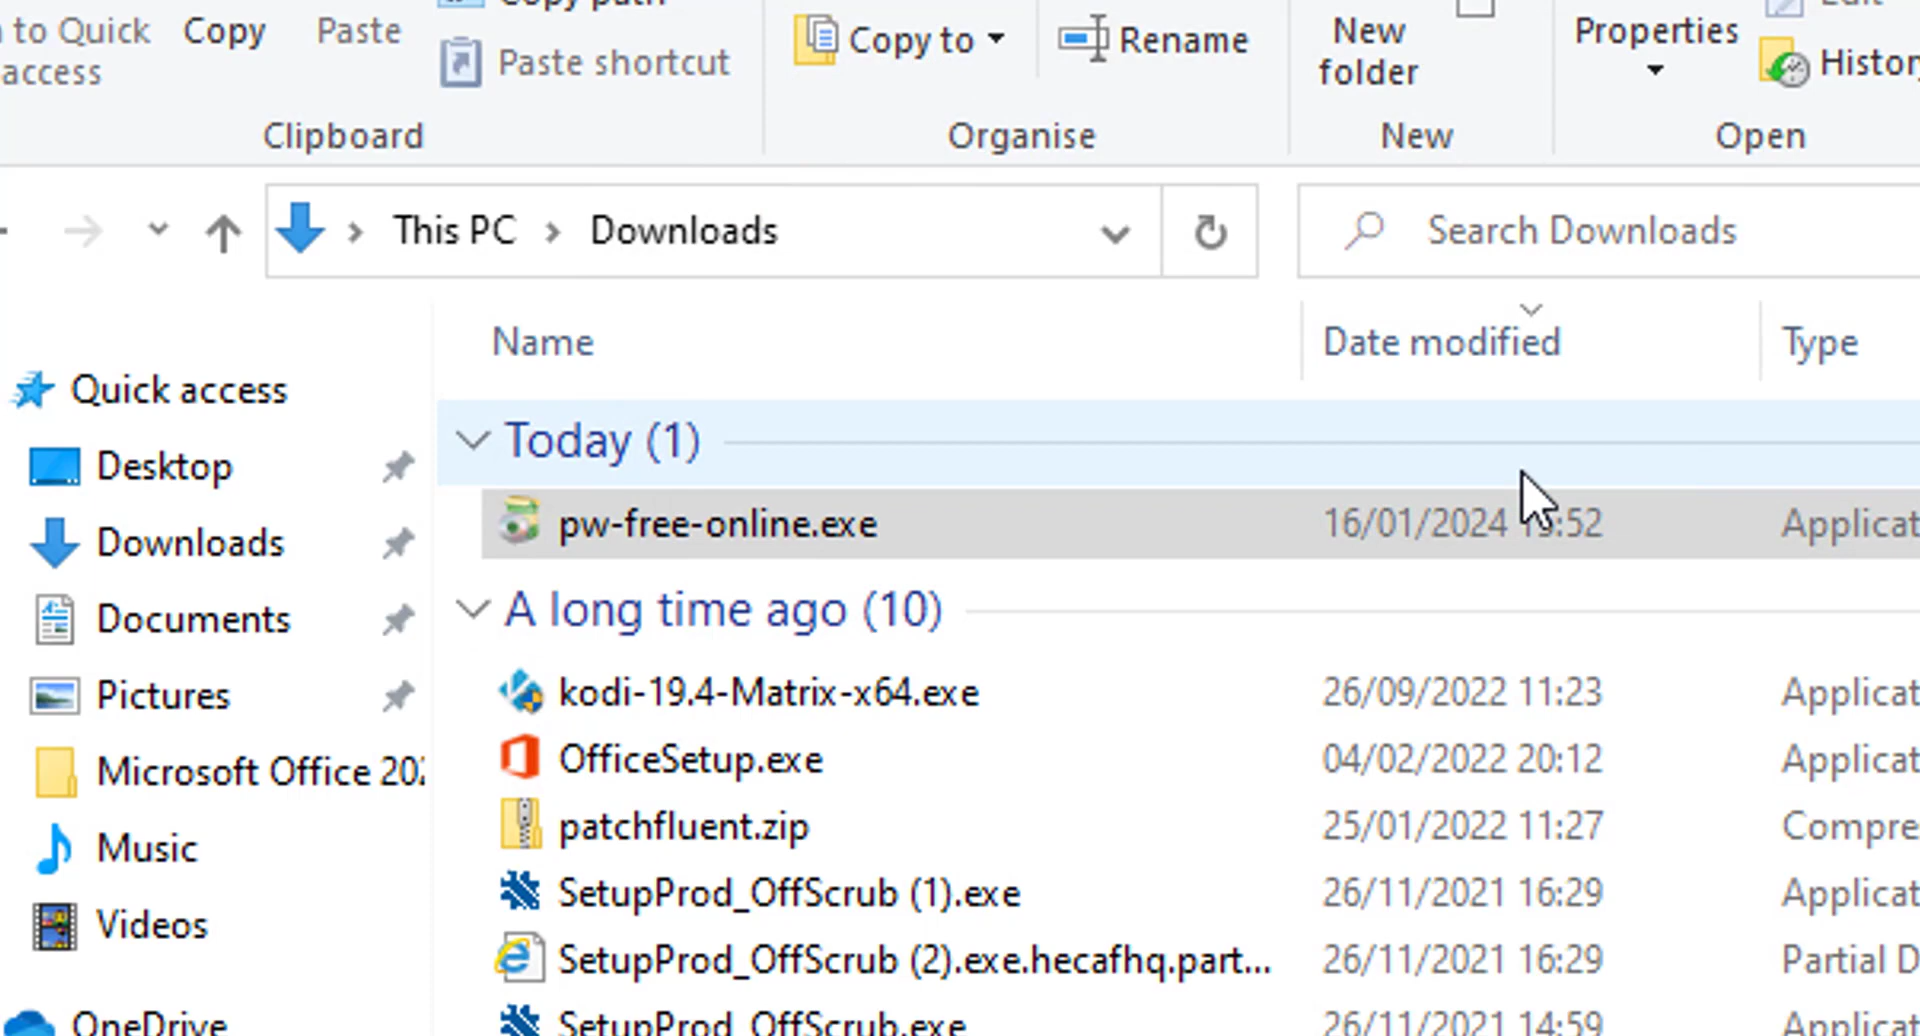 Copy path
Edit
to Quick access
Copy
Paste
Paste shortcut
Copy to
Rename
New folder
Properties
History
Clipboard
Organise
New
Open
This PC
Downloads
Search Downloads
Name
Date modified
Type
Quick access
Desktop
Downloads
Documents
Pictures
Microsoft Office 202
Music
Videos
OneDrive
Today (1)
pw-free-online.exe 16/01/2024 :52 Applicat
A long time ago (10)
kodi-19.4-Matrix-x64.exe 26/09/2022 11:23 Applicat
OfficeSetup.exe 04/02/2022 20:12 Applicat
patchfluent.zip 25/01/2022 11:27 Compre
SetupProd_OffScrub (1).exe 26/11/2021 16:29 Applicat
SetupProd_OffScrub (2).exe.hecafhq.part... 26/11/2021 16:29 Partial D
SetupProd_OffScrub.exe 26/11/2021 14:59 Applicat